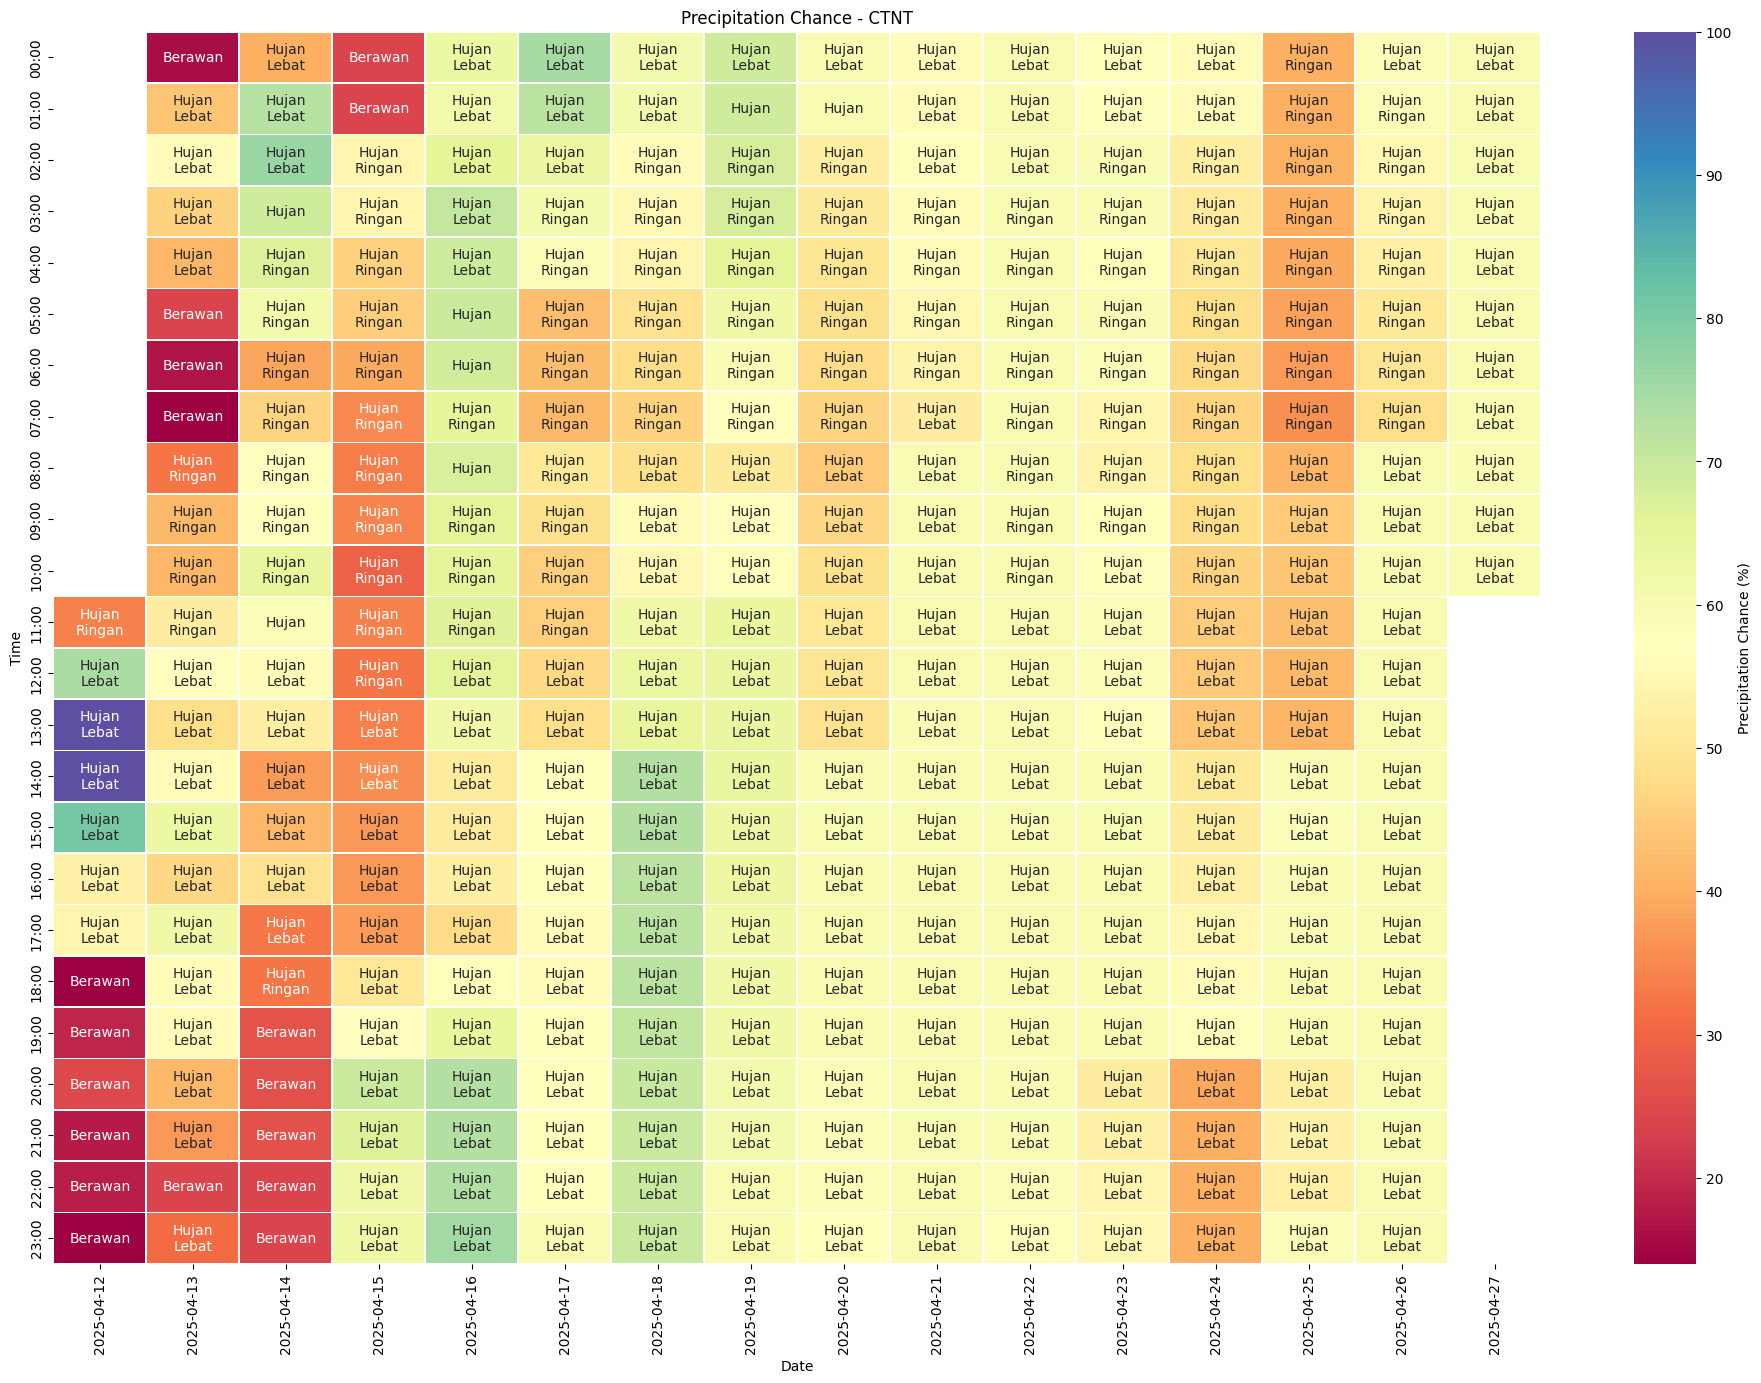 Precipitation Chance - CTNT
00:00 Berawan Hujan Lebat Berawan Hujan Lebat Hujan Lebat Hujan Lebat Hujan Lebat Hujan Lebat Hujan Lebat Hujan Lebat Hujan Lebat Hujan Lebat Hujan Ringan Hujan Lebat Hujan Lebat
01:00 Hujan Lebat Hujan Lebat Berawan Hujan Lebat Hujan Lebat Hujan Lebat Hujan Hujan Hujan Lebat Hujan Lebat Hujan Lebat Hujan Lebat Hujan Ringan Hujan Ringan Hujan Lebat
02:00 Hujan Lebat Hujan Lebat Hujan Ringan Hujan Lebat Hujan Lebat Hujan Ringan Hujan Ringan Hujan Ringan Hujan Lebat Hujan Lebat Hujan Ringan Hujan Ringan Hujan Ringan Hujan Ringan Hujan Lebat
03:00 Hujan Lebat Hujan Hujan Ringan Hujan Lebat Hujan Ringan Hujan Ringan Hujan Ringan Hujan Ringan Hujan Ringan Hujan Ringan Hujan Ringan Hujan Ringan Hujan Ringan Hujan Ringan Hujan Lebat
04:00 Hujan Lebat Hujan Ringan Hujan Ringan Hujan Lebat Hujan Ringan Hujan Ringan Hujan Ringan Hujan Ringan Hujan Ringan Hujan Ringan Hujan Ringan Hujan Ringan Hujan Ringan Hujan Ringan Hujan Lebat
05:00 Berawan Hujan Ringan Hujan Ringan Hujan Hujan Ringan Hujan Ringan Hujan Ringan Hujan Ringan Hujan Ringan Hujan Ringan Hujan Ringan Hujan Ringan Hujan Ringan Hujan Ringan Hujan Lebat
06:00 Berawan Hujan Ringan Hujan Ringan Hujan Hujan Ringan Hujan Ringan Hujan Ringan Hujan Ringan Hujan Ringan Hujan Ringan Hujan Ringan Hujan Ringan Hujan Ringan Hujan Ringan Hujan Lebat
07:00 Berawan Hujan Ringan Hujan Ringan Hujan Ringan Hujan Ringan Hujan Ringan Hujan Ringan Hujan Ringan Hujan Lebat Hujan Ringan Hujan Ringan Hujan Ringan Hujan Ringan Hujan Ringan Hujan Lebat
08:00 Hujan Ringan Hujan Ringan Hujan Ringan Hujan Hujan Ringan Hujan Lebat Hujan Lebat Hujan Lebat Hujan Lebat Hujan Ringan Hujan Ringan Hujan Ringan Hujan Lebat Hujan Lebat Hujan Lebat
09:00 Hujan Ringan Hujan Ringan Hujan Ringan Hujan Ringan Hujan Ringan Hujan Lebat Hujan Lebat Hujan Lebat Hujan Lebat Hujan Ringan Hujan Ringan Hujan Ringan Hujan Lebat Hujan Lebat Hujan Lebat
10:00 Hujan Ringan Hujan Ringan Hujan Ringan Hujan Ringan Hujan Ringan Hujan Lebat Hujan Lebat Hujan Lebat Hujan Lebat Hujan Ringan Hujan Lebat Hujan Ringan Hujan Lebat Hujan Lebat Hujan Lebat
11:00 Hujan Ringan Hujan Ringan Hujan Hujan Ringan Hujan Ringan Hujan Ringan Hujan Lebat Hujan Lebat Hujan Lebat Hujan Lebat Hujan Lebat Hujan Lebat Hujan Lebat Hujan Lebat Hujan Lebat
12:00 Hujan Lebat Hujan Lebat Hujan Lebat Hujan Ringan Hujan Lebat Hujan Lebat Hujan Lebat Hujan Lebat Hujan Lebat Hujan Lebat Hujan Lebat Hujan Lebat Hujan Lebat Hujan Lebat Hujan Lebat
13:00 Hujan Lebat Hujan Lebat Hujan Lebat Hujan Lebat Hujan Lebat Hujan Lebat Hujan Lebat Hujan Lebat Hujan Lebat Hujan Lebat Hujan Lebat Hujan Lebat Hujan Lebat Hujan Lebat Hujan Lebat
14:00 Hujan Lebat Hujan Lebat Hujan Lebat Hujan Lebat Hujan Lebat Hujan Lebat Hujan Lebat Hujan Lebat Hujan Lebat Hujan Lebat Hujan Lebat Hujan Lebat Hujan Lebat Hujan Lebat Hujan Lebat
15:00 Hujan Lebat Hujan Lebat Hujan Lebat Hujan Lebat Hujan Lebat Hujan Lebat Hujan Lebat Hujan Lebat Hujan Lebat Hujan Lebat Hujan Lebat Hujan Lebat Hujan Lebat Hujan Lebat Hujan Lebat
16:00 Hujan Lebat Hujan Lebat Hujan Lebat Hujan Lebat Hujan Lebat Hujan Lebat Hujan Lebat Hujan Lebat Hujan Lebat Hujan Lebat Hujan Lebat Hujan Lebat Hujan Lebat Hujan Lebat Hujan Lebat
17:00 Hujan Lebat Hujan Lebat Hujan Lebat Hujan Lebat Hujan Lebat Hujan Lebat Hujan Lebat Hujan Lebat Hujan Lebat Hujan Lebat Hujan Lebat Hujan Lebat Hujan Lebat Hujan Lebat Hujan Lebat
18:00 Berawan Hujan Lebat Hujan Ringan Hujan Lebat Hujan Lebat Hujan Lebat Hujan Lebat Hujan Lebat Hujan Lebat Hujan Lebat Hujan Lebat Hujan Lebat Hujan Lebat Hujan Lebat Hujan Lebat
19:00 Berawan Hujan Lebat Berawan Hujan Lebat Hujan Lebat Hujan Lebat Hujan Lebat Hujan Lebat Hujan Lebat Hujan Lebat Hujan Lebat Hujan Lebat Hujan Lebat Hujan Lebat Hujan Lebat
20:00 Berawan Hujan Lebat Berawan Hujan Lebat Hujan Lebat Hujan Lebat Hujan Lebat Hujan Lebat Hujan Lebat Hujan Lebat Hujan Lebat Hujan Lebat Hujan Lebat Hujan Lebat Hujan Lebat
21:00 Berawan Hujan Lebat Berawan Hujan Lebat Hujan Lebat Hujan Lebat Hujan Lebat Hujan Lebat Hujan Lebat Hujan Lebat Hujan Lebat Hujan Lebat Hujan Lebat Hujan Lebat Hujan Lebat
22:00 Berawan Berawan Berawan Hujan Lebat Hujan Lebat Hujan Lebat Hujan Lebat Hujan Lebat Hujan Lebat Hujan Lebat Hujan Lebat Hujan Lebat Hujan Lebat Hujan Lebat Hujan Lebat
23:00 Berawan Hujan Lebat Berawan Hujan Lebat Hujan Lebat Hujan Lebat Hujan Lebat Hujan Lebat Hujan Lebat Hujan Lebat Hujan Lebat Hujan Lebat Hujan Lebat Hujan Lebat Hujan Lebat
Time
2025-04-12 2025-04-13 2025-04-14 2025-04-15 2025-04-16 2025-04-17 2025-04-18 2025-04-19 2025-04-20 2025-04-21 2025-04-22 2025-04-23 2025-04-24 2025-04-25 2025-04-26 2025-04-27
Date
100
90
80
70
60
50
40
30
20
Precipitation Chance (%)